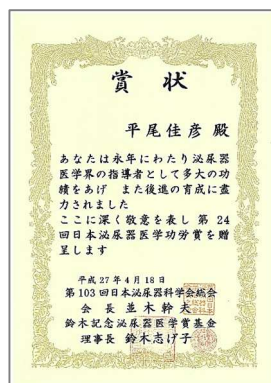 賞状
平尾佳彦 殿
あなたは永年にわたり泌尿器
医学界の指導者として多大の功
績をあげ また後進の育成に盡
力されました
ここに深く敬意を表し 第24
回日本泌尿器医学功労賞を贈
呈します
平成27年4月18日
第103回日本泌尿器科学会総会
会長 並木幹夫
鈴木記念泌尿器医学賞基金
理事長 鈴木志げ子